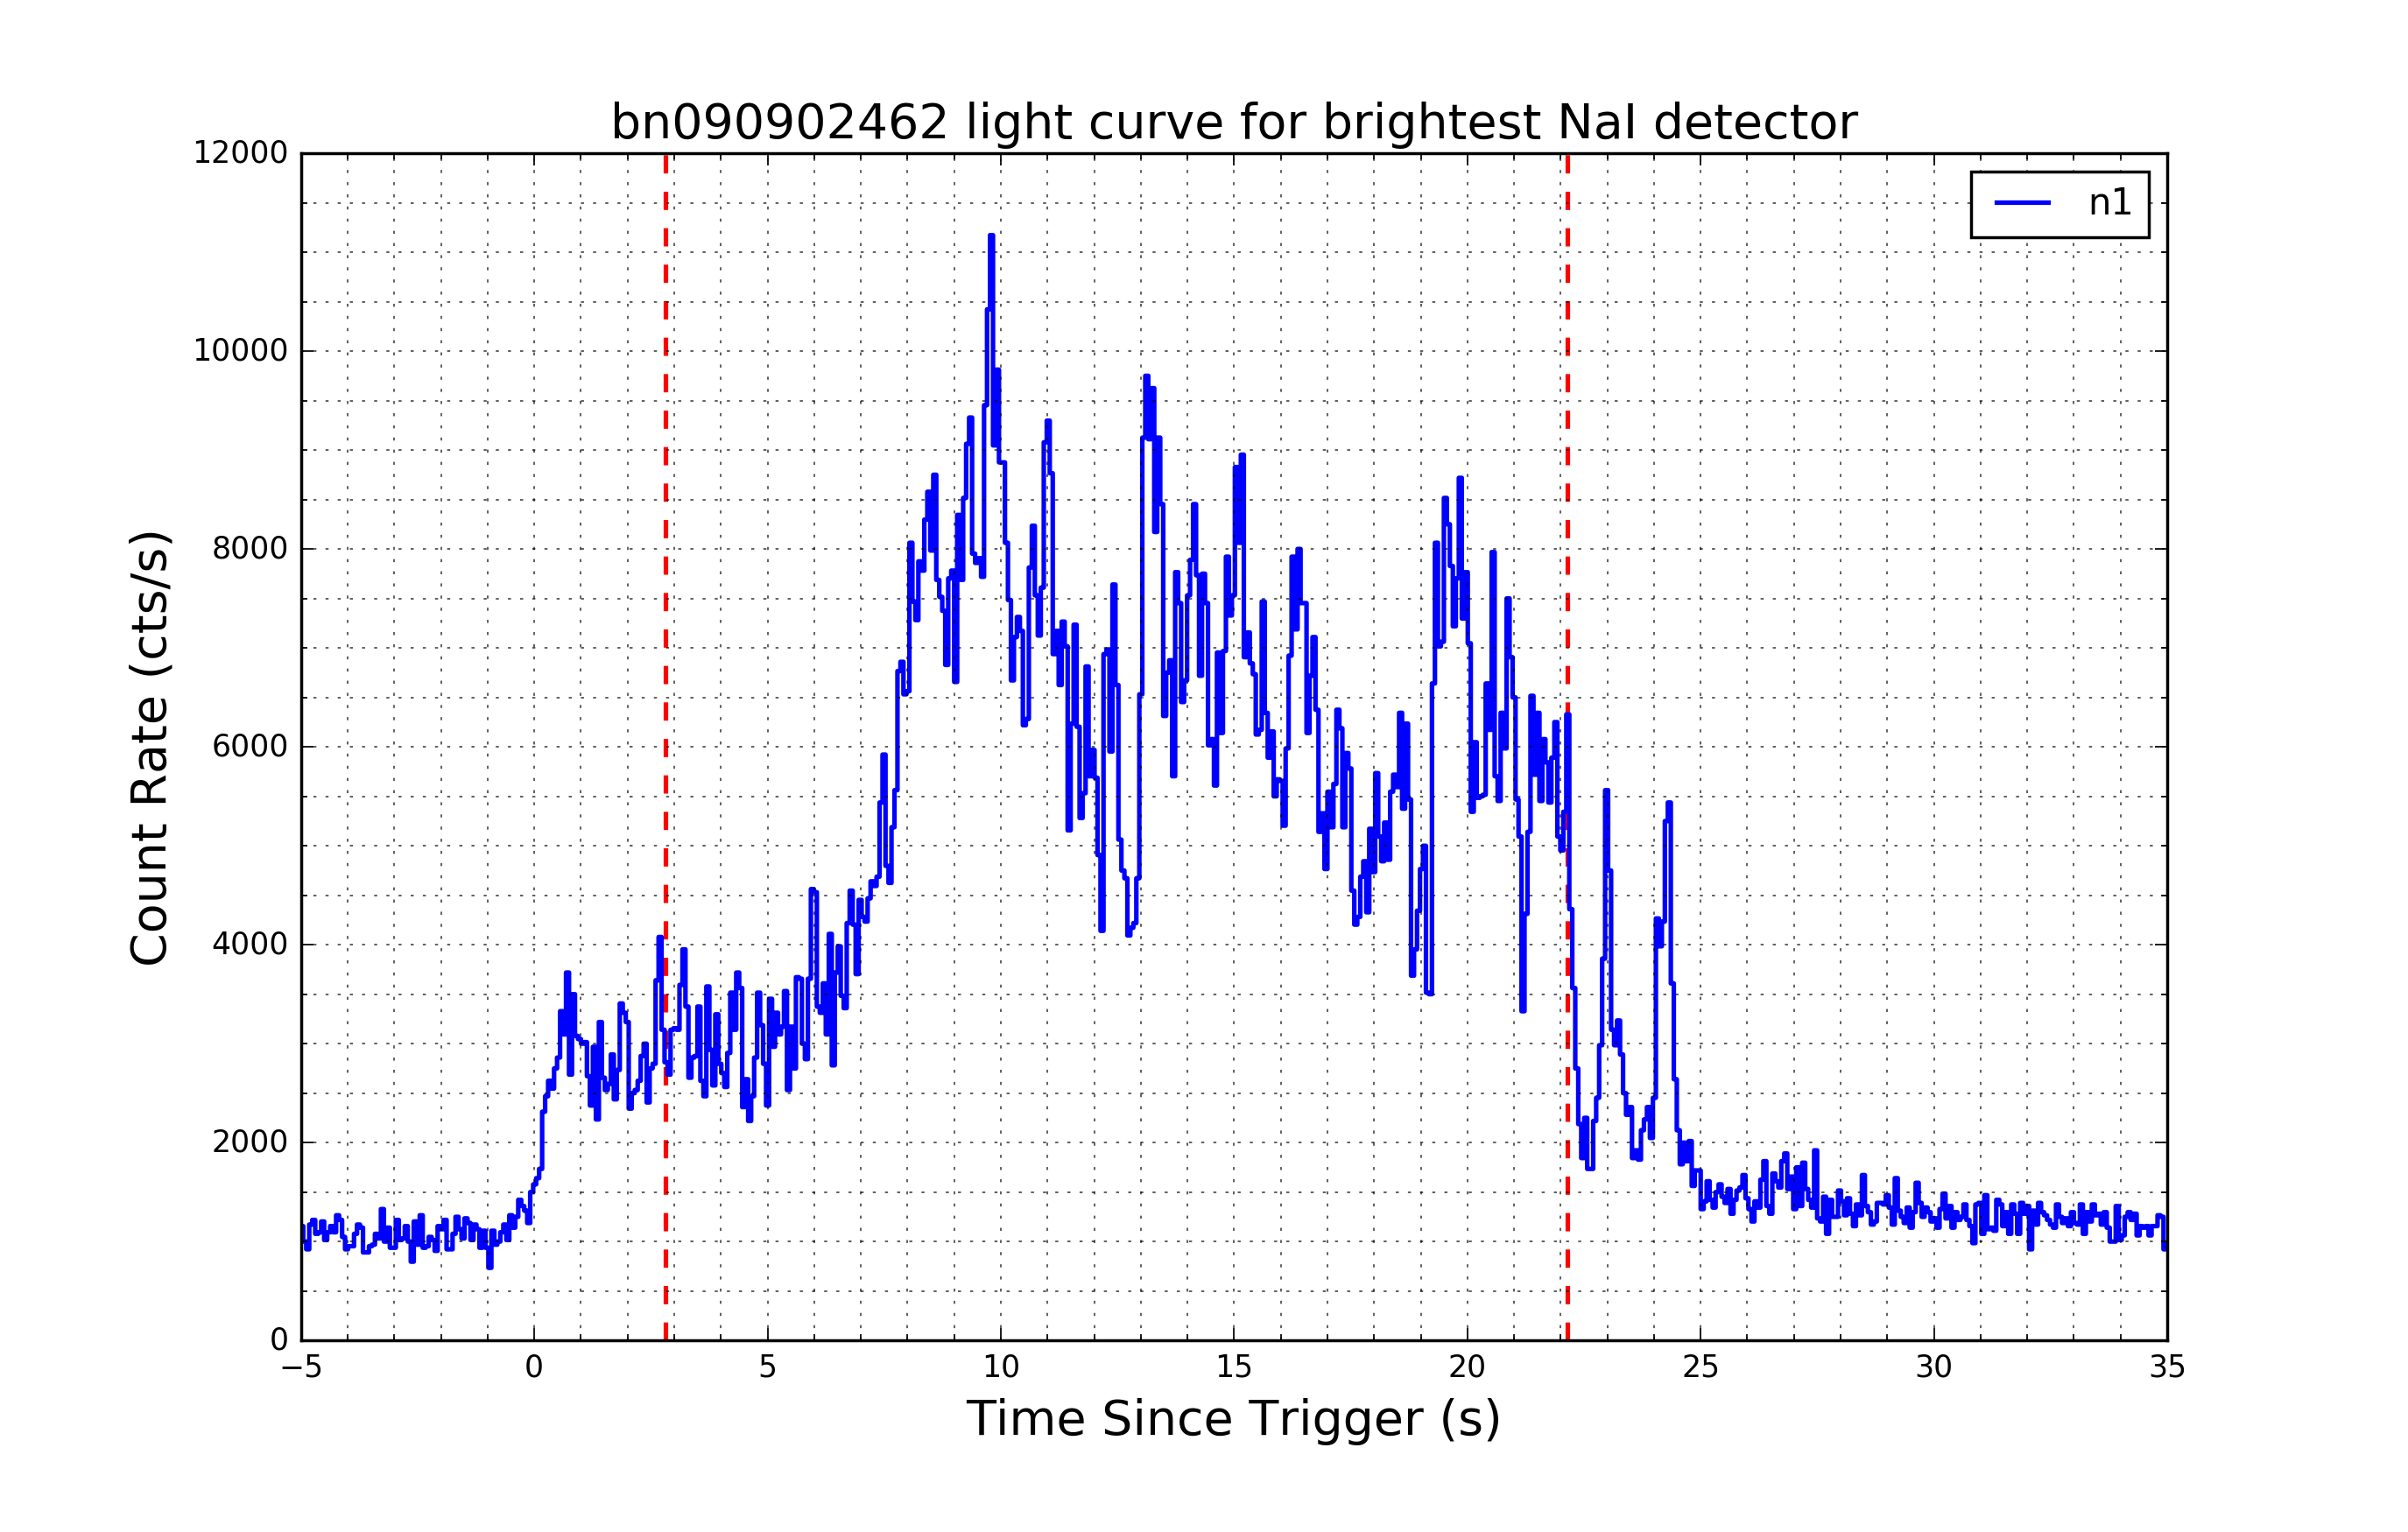 bn090902462 light curve for brightest NaI detector
n1
12000
10000
8000
6000
4000
2000
0
Count Rate (cts/s)
−5 0 5 10 15 20 25 30 35
Time Since Trigger (s)